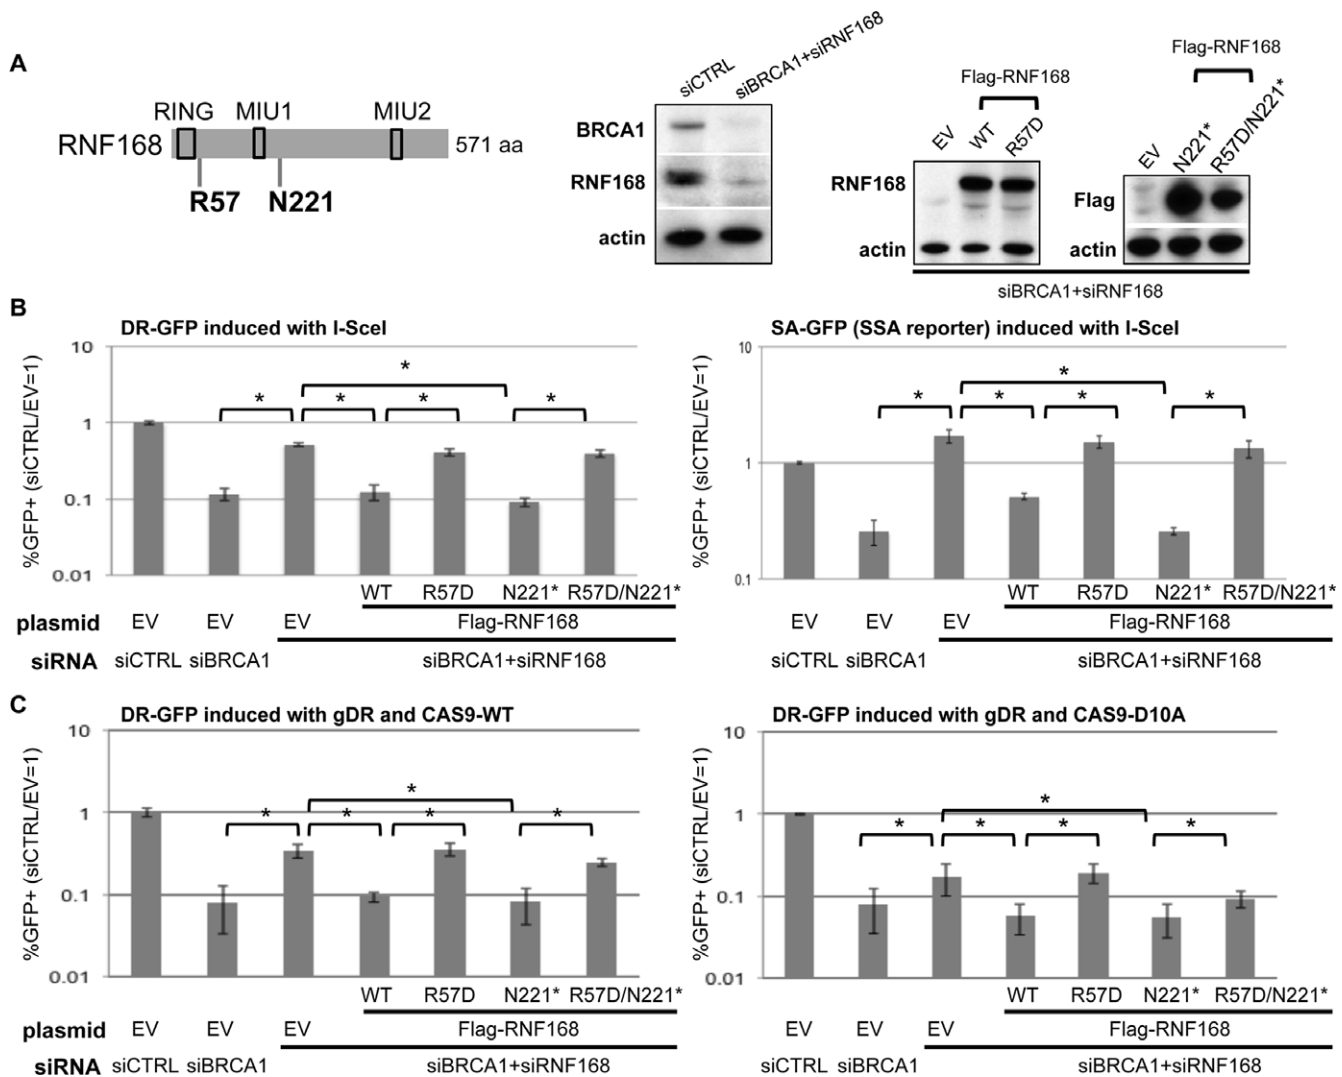 A
RING MIU1 MIU2
RNF168 571 aa
R57 N221
siCTRL siBRCA1+siRNF168
BRCA1
RNF168
actin
Flag-RNF168
EV WT R57D
RNF168
actin
Flag-RNF168
EV N221* R57D/N221*
Flag
actin
siBRCA1+siRNF168
B
DR-GFP induced with I-SceI
%GFP+ (siCTRL/EV=1)
10
1
0.1
0.01
* * * * *
WT R57D N221* R57D/N221*
plasmid EV EV EV Flag-RNF168
siRNA siCTRL siBRCA1 siBRCA1+siRNF168
SA-GFP (SSA reporter) induced with I-SceI
%GFP+ (siCTRL/EV=1)
10
1
0.1
* * * * *
WT R57D N221* R57D/N221*
EV EV EV Flag-RNF168
siCTRL siBRCA1 siBRCA1+siRNF168
C
DR-GFP induced with gDR and CAS9-WT
%GFP+ (siCTRL/EV=1)
10
1
0.1
0.01
* * * * *
WT R57D N221* R57D/N221*
plasmid EV EV EV Flag-RNF168
siRNA siCTRL siBRCA1 siBRCA1+siRNF168
DR-GFP induced with gDR and CAS9-D10A
%GFP+ (siCTRL/EV=1)
10
1
0.1
0.01
* * * * *
WT R57D N221* R57D/N221*
EV EV EV Flag-RNF168
siCTRL siBRCA1 siBRCA1+siRNF168